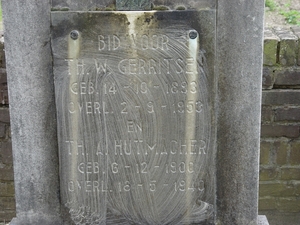 BID VOOR
TH. W. GERRITSEN
GEB. 14-10-1893
OVERL. 2-9-1953
EN
TH. A. HUTMACHER
GEB. 6-12-1900
OVERL. 18-5-1940